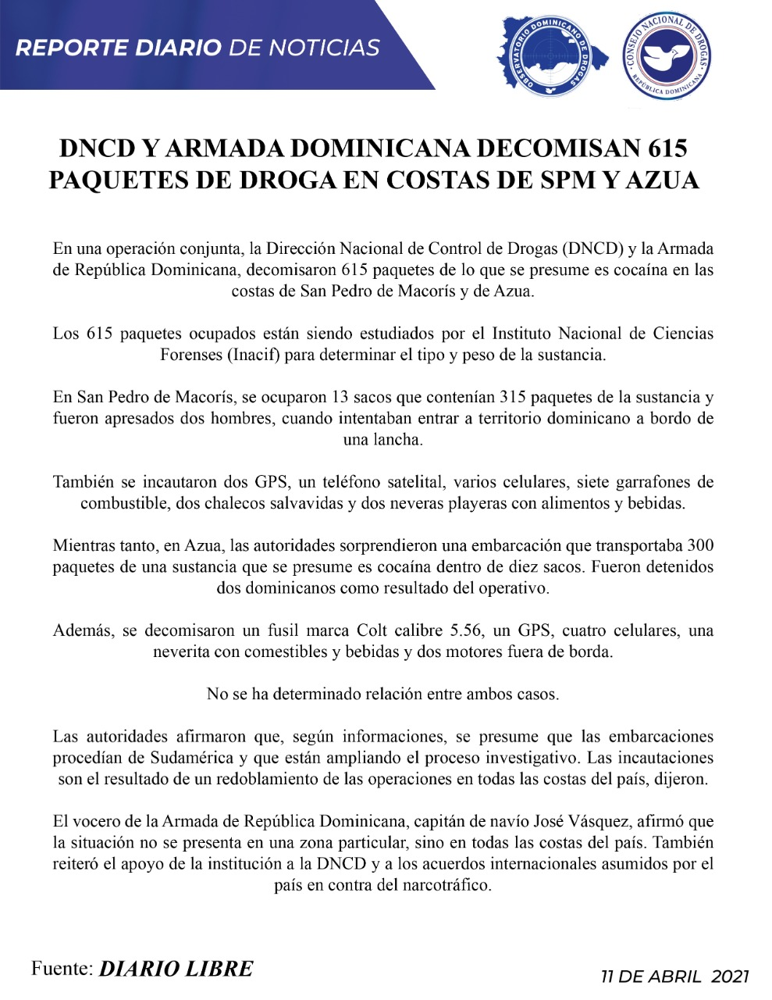 REPORTE DIARIO DE NOTICIAS
OBSERVATORIO DOMINICANO DE DROGAS
CONSEJO NACIONAL DE DROGAS
REPÚBLICA DOMINICANA
DNCD Y ARMADA DOMINICANA DECOMISAN 615
PAQUETES DE DROGA EN COSTAS DE SPM Y AZUA
En una operación conjunta, la Dirección Nacional de Control de Drogas (DNCD) y la Armada
de República Dominicana, decomisaron 615 paquetes de lo que se presume es cocaína en las
costas de San Pedro de Macorís y de Azua.
Los 615 paquetes ocupados están siendo estudiados por el Instituto Nacional de Ciencias
Forenses (Inacif) para determinar el tipo y peso de la sustancia.
En San Pedro de Macorís, se ocuparon 13 sacos que contenían 315 paquetes de la sustancia y
fueron apresados dos hombres, cuando intentaban entrar a territorio dominicano a bordo de
una lancha.
También se incautaron dos GPS, un teléfono satelital, varios celulares, siete garrafones de
combustible, dos chalecos salvavidas y dos neveras playeras con alimentos y bebidas.
Mientras tanto, en Azua, las autoridades sorprendieron una embarcación que transportaba 300
paquetes de una sustancia que se presume es cocaína dentro de diez sacos. Fueron detenidos
dos dominicanos como resultado del operativo.
Además, se decomisaron un fusil marca Colt calibre 5.56, un GPS, cuatro celulares, una
neverita con comestibles y bebidas y dos motores fuera de borda.
No se ha determinado relación entre ambos casos.
Las autoridades afirmaron que, según informaciones, se presume que las embarcaciones
procedían de Sudamérica y que están ampliando el proceso investigativo. Las incautaciones
son el resultado de un redoblamiento de las operaciones en todas las costas del país, dijeron.
El vocero de la Armada de República Dominicana, capitán de navío José Vásquez, afirmó que
la situación no se presenta en una zona particular, sino en todas las costas del país. También
reiteró el apoyo de la institución a la DNCD y a los acuerdos internacionales asumidos por el
país en contra del narcotráfico.
Fuente: DIARIO LIBRE
11 DE ABRIL 2021